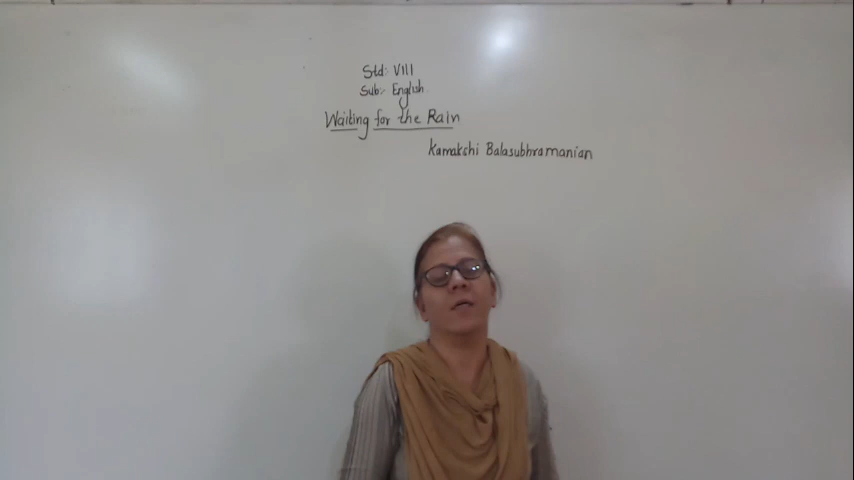 Std:- VIII
Sub:- English
Waiting for the Rain
Kamakshi Balasubhramanian